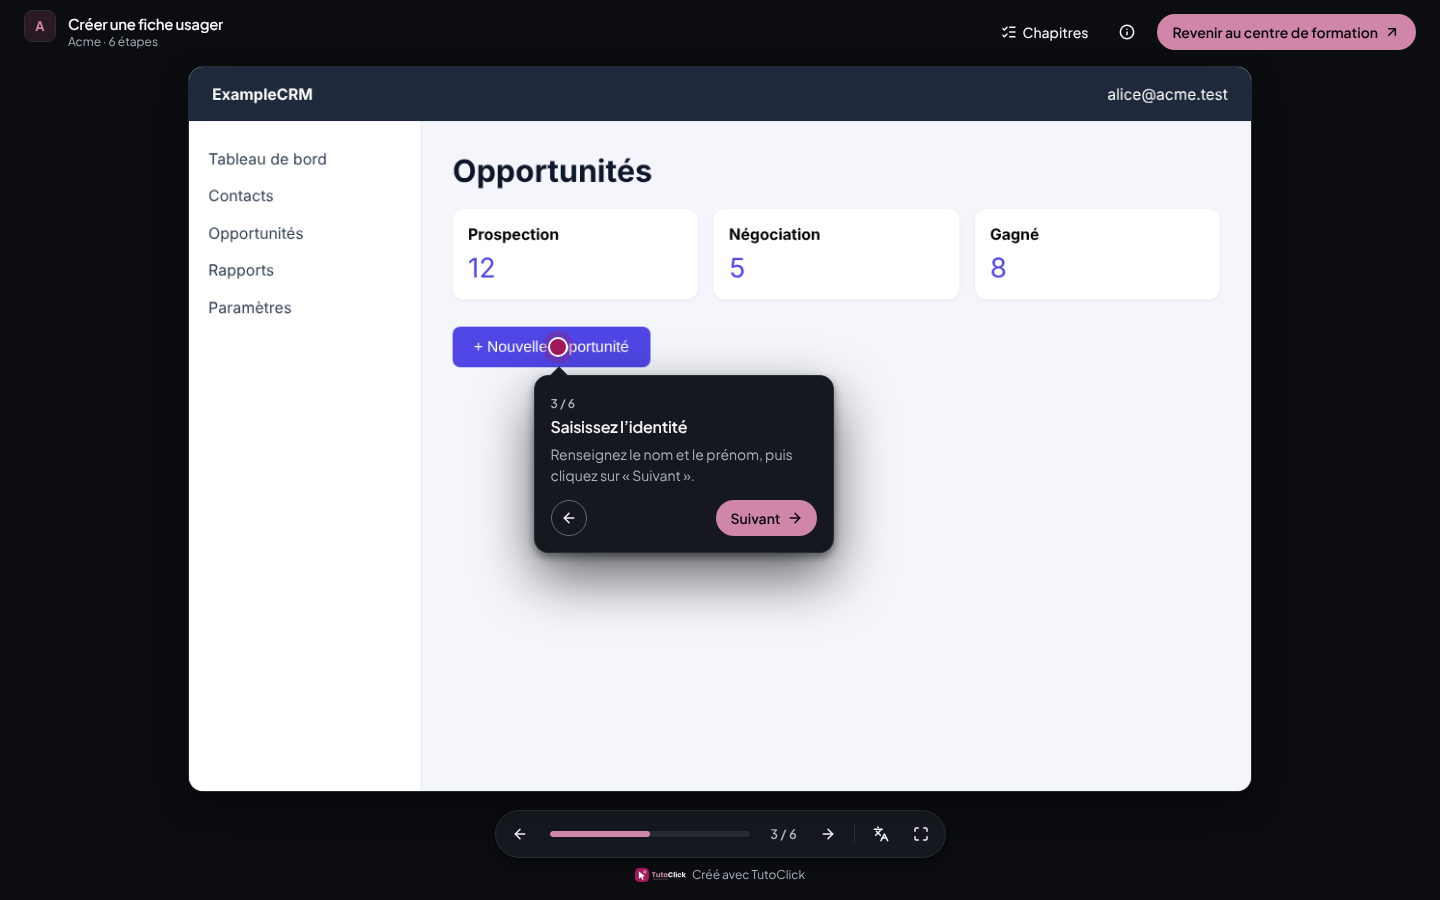 A
Créer une fiche usager
Acme · 6 étapes
Chapitres
Revenir au centre de formation
ExampleCRM
alice@acme.test
Tableau de bord
Contacts
Opportunités
Rapports
Paramètres
Opportunités
Prospection
12
Négociation
5
Gagné
8
+ Nouvelle portunité
3 / 6
Saisissez l’identité
Renseignez le nom et le prénom, puis
cliquez sur « Suivant ».
Suivant
3 / 6
TutoClick
Créé avec TutoClick